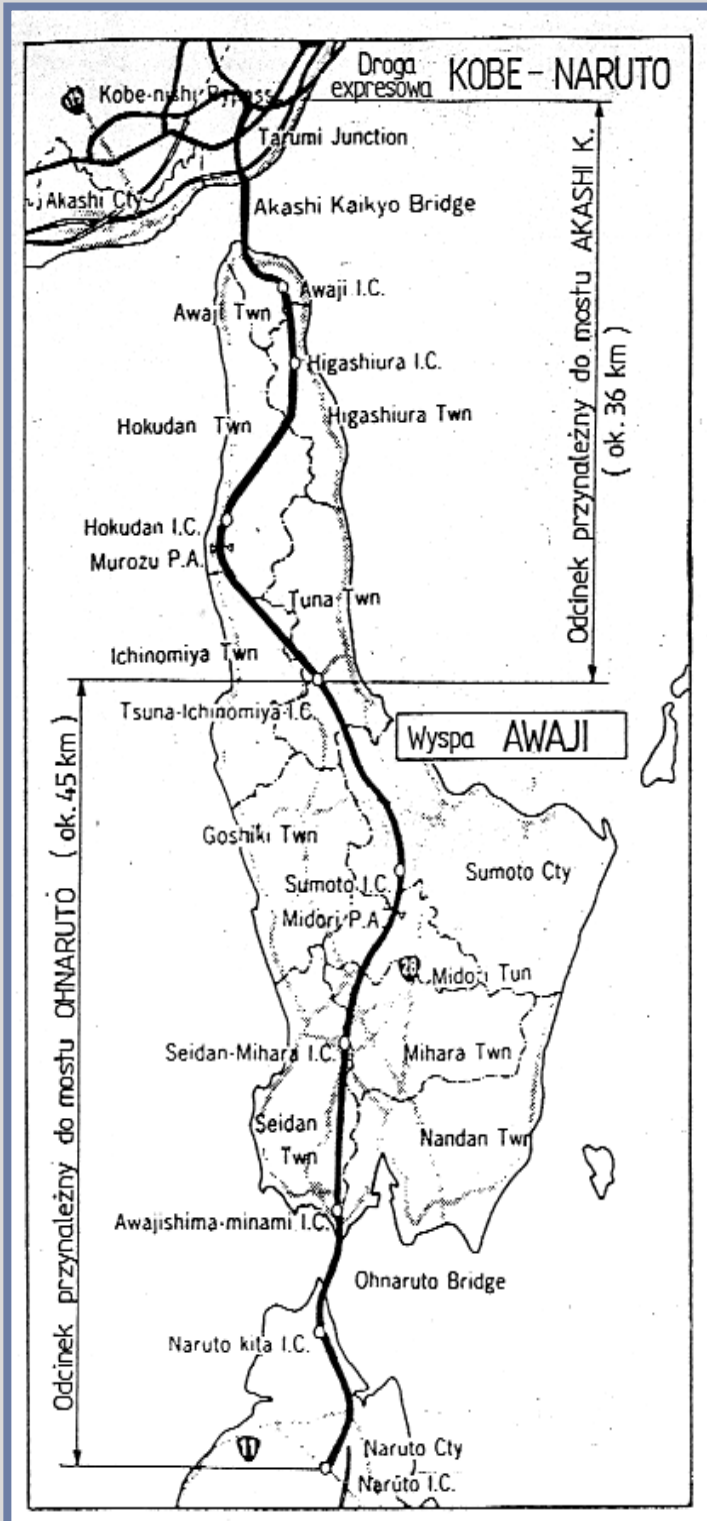 Droga
expresowa KOBE - NARUTO
Kobe-nishi Bypass
Tarumi Junction
Akashi Cty
Akashi Kaikyo Bridge
Awaji I.C.
Awaji Twn
Higashiura I.C.
Higashiura Twn
Hokudan Twn
Hokudan I.C.
Murozu P.A.
Tuna Twn
Ichinomiya Twn
Tsuna-Ichinomiya-I.C.
Odcinek przynależny do mostu AKASHI K.
( ok. 36 km )
Wyspa AWAJI
Goshiki Twn
Sumoto I.C.
Sumoto Cty
Midori P.A.
28
Midori Tun
Seidan-Mihara I.C.
Mihara Twn
Seidan
Twn
Nandan Twn
Awajishima-minami I.C.
Ohnaruto Bridge
Naruto kita I.C.
11
Naruto Cty
Naruto I.C.
Odcinek przynależny do mostu OHNARUTO ( ok. 45 km )